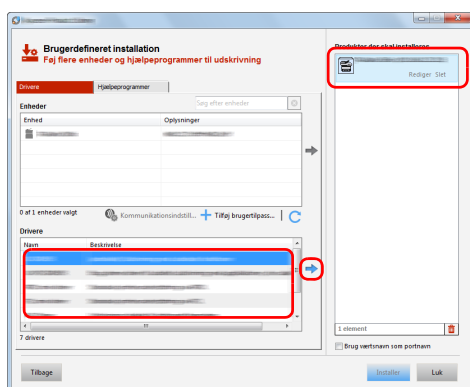 Brugerdefineret installation
Føj flere enheder og hjælpeprogrammer til udskrivning
Drivere
Hjælpeprogrammer
Enheder
Søg efter enheder
Enhed
Oplysninger
0 af 1 enheder valgt
Kommunikationsindstill...
Tilføj brugertilpass...
Drivere
Navn
Beskrivelse
7 drivere
Produkter der skal installeres
Rediger Slet
1 element
Brug værtsnavn som portnavn
Tilbage
Installer
Luk